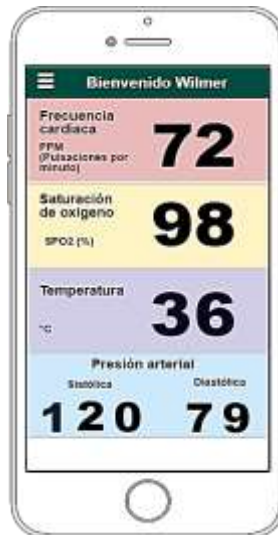 Bienvenido Wilmer
Frecuencia
cardiaca
PPM
(Pulsaciones por
minuto)
72
Saturación
de oxigeno
SPO2 (%)
98
Temperatura
°C
36
Presión arterial
Sistólica Diastólica
120 79